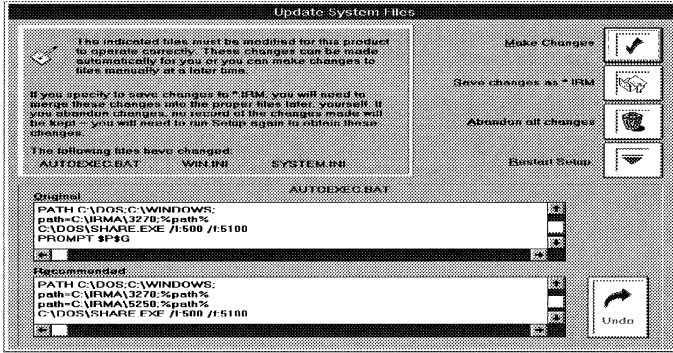 Update System Files
The indicated files must be modified for this product
to operate correctly. These changes can be made
automatically for you or you can make changes to
files manually at a later time.
If you specify to save changes to *.IRM, you will need to
merge these changes into the proper files later, yourself. If
you abandon changes, no record of the changes made will
be kept -- you will need to run Setup again to obtain these
changes.
The following files have changed:
AUTOEXEC.BAT WIN.INI SYSTEM.INI
Make Changes
Save changes as *.IRM
Abandon all changes
Restart Setup
AUTOEXEC.BAT
Original
PATH C:\DOS;C:\WINDOWS;
path=C:\IRMA\3270;%path%
C:\DOS\SHARE.EXE /l:500 /f:5100
PROMPT $P$G
Recommended
PATH C:\DOS;C:\WINDOWS;
path=C:\IRMA\3270;%path%
path=C:\IRMA\5250;%path%
C:\DOS\SHARE.EXE /l:500 /f:5100
Undo